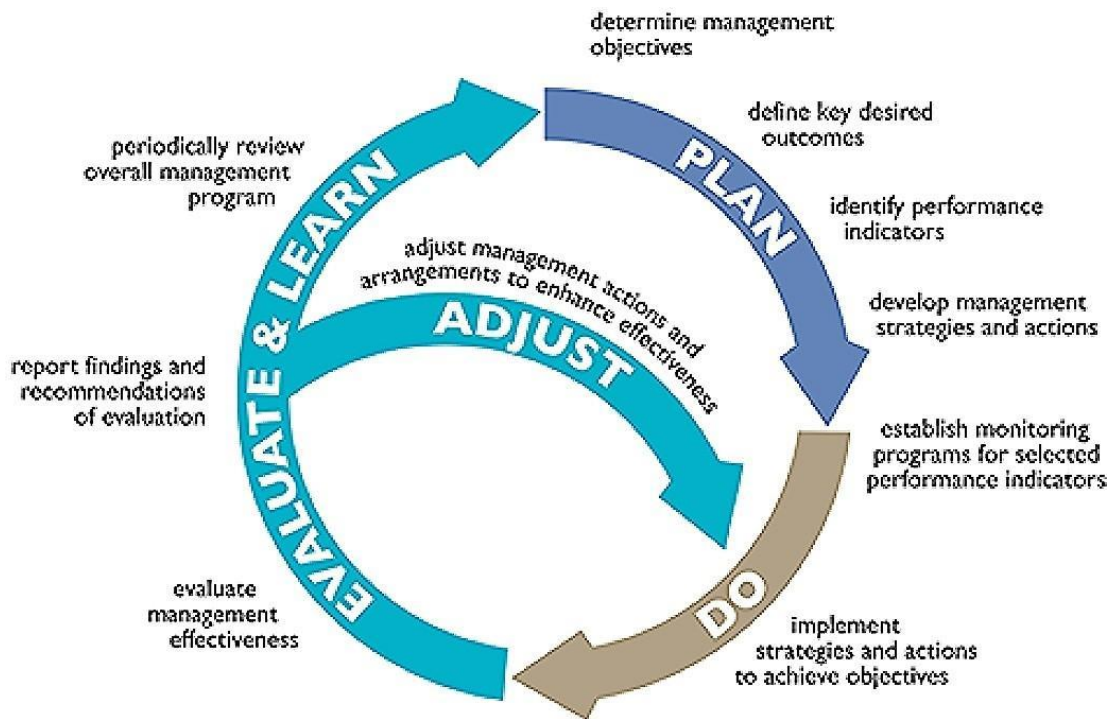 determine management
objectives
define key desired
outcomes
PLAN
identify performance
indicators
develop management
strategies and actions
establish monitoring
programs for selected
performance indicators
DO
implement
strategies and actions
to achieve objectives
evaluate
management
effectiveness
EVALUATE & LEARN
report findings and
recommendations
of evaluation
periodically review
overall management
program
adjust management actions and
arrangements to enhance effectiveness
ADJUST